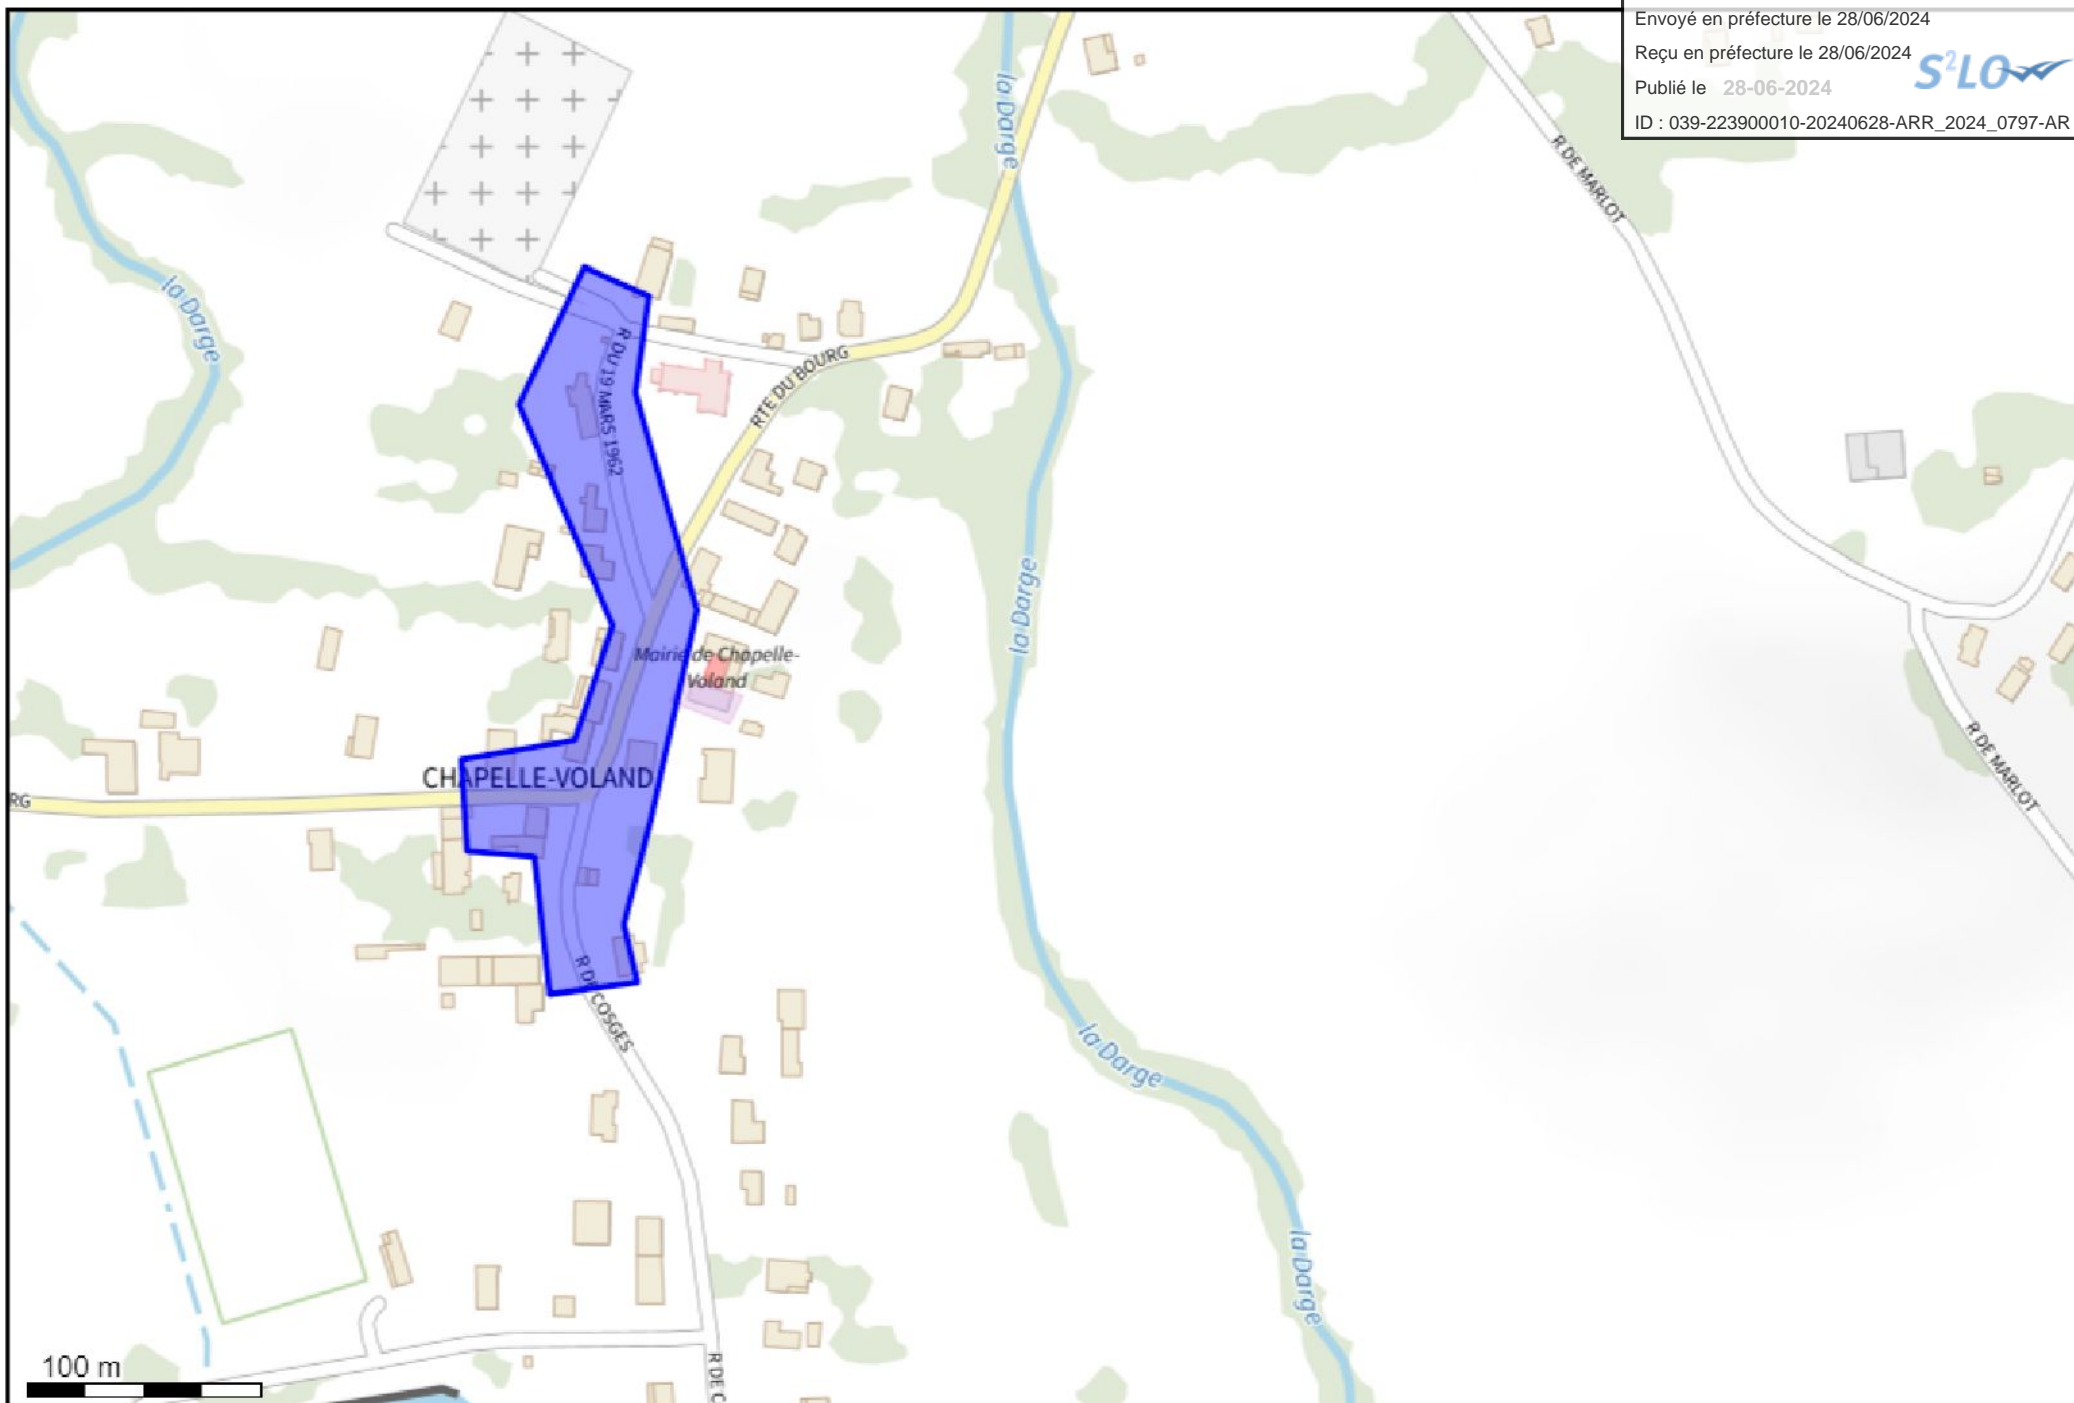 Envoyé en préfecture le 28/06/2024
Reçu en préfecture le 28/06/2024
S²LO
Publié le 28-06-2024
ID : 039-223900010-20240628-ARR_2024_0797-AR
la Darge
R DE MARLOT
la Darge
R DU 19 MARS 1962
RTE DU BOURG
la Darge
Mairie de Chapelle-
Voland
CHAPELLE-VOLAND
RG
R DE MARLOT
R DE COSGES
la Darge
la Darge
R DE C
100 m